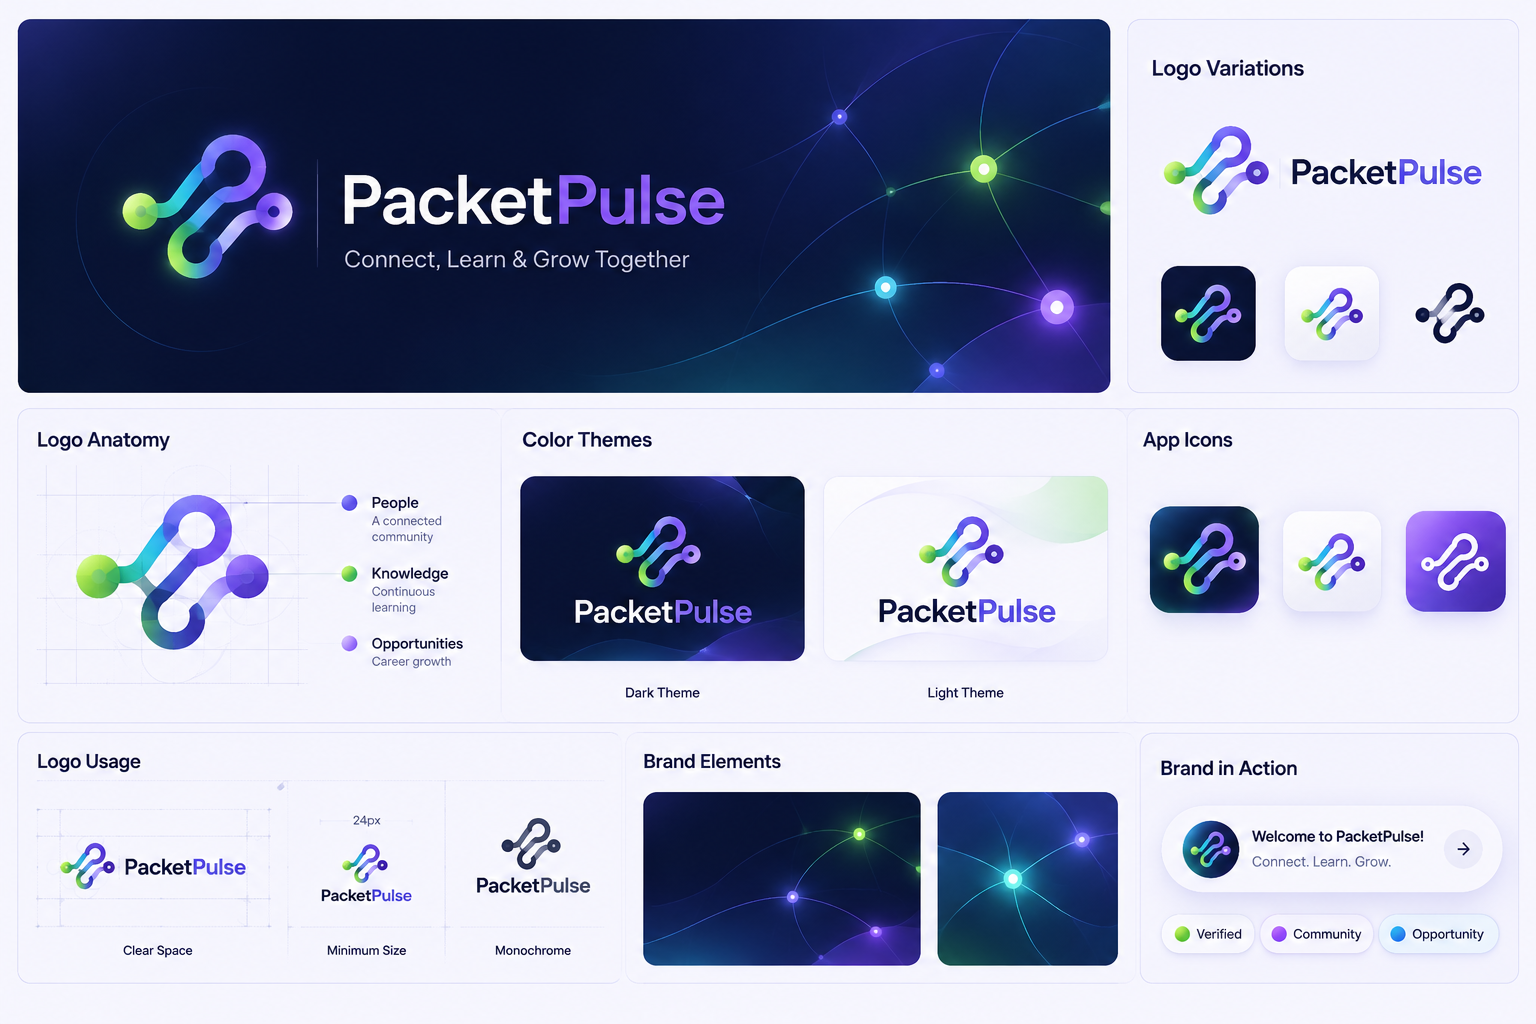 PacketPulse
Connect, Learn & Grow Together
Logo Variations
PacketPulse
Logo Anatomy
People
A connected
community
Knowledge
Continuous
learning
Opportunities
Career growth
Color Themes
PacketPulse
Dark Theme
PacketPulse
Light Theme
App Icons
Logo Usage
PacketPulse
Clear Space
24px
PacketPulse
Minimum Size
PacketPulse
Monochrome
Brand Elements
Brand in Action
Welcome to PacketPulse!
Connect. Learn. Grow.
Verified
Community
Opportunity